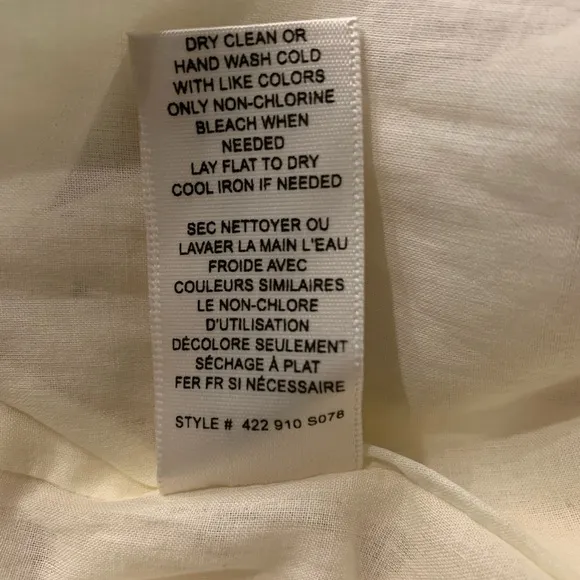 DRY CLEAN OR
HAND WASH COLD
WITH LIKE COLORS
ONLY NON-CHLORINE
BLEACH WHEN
NEEDED
LAY FLAT TO DRY
COOL IRON IF NEEDED
SEC NETTOYER OU
LAVAER LA MAIN L'EAU
FROIDE AVEC
COULEURS SIMILAIRES
LE NON-CHLORE
D'UTILISATION
DÉCOLORE SEULEMENT
SÉCHAGE À PLAT
FER FR SI NÉCESSAIRE
STYLE # 422 910 S078